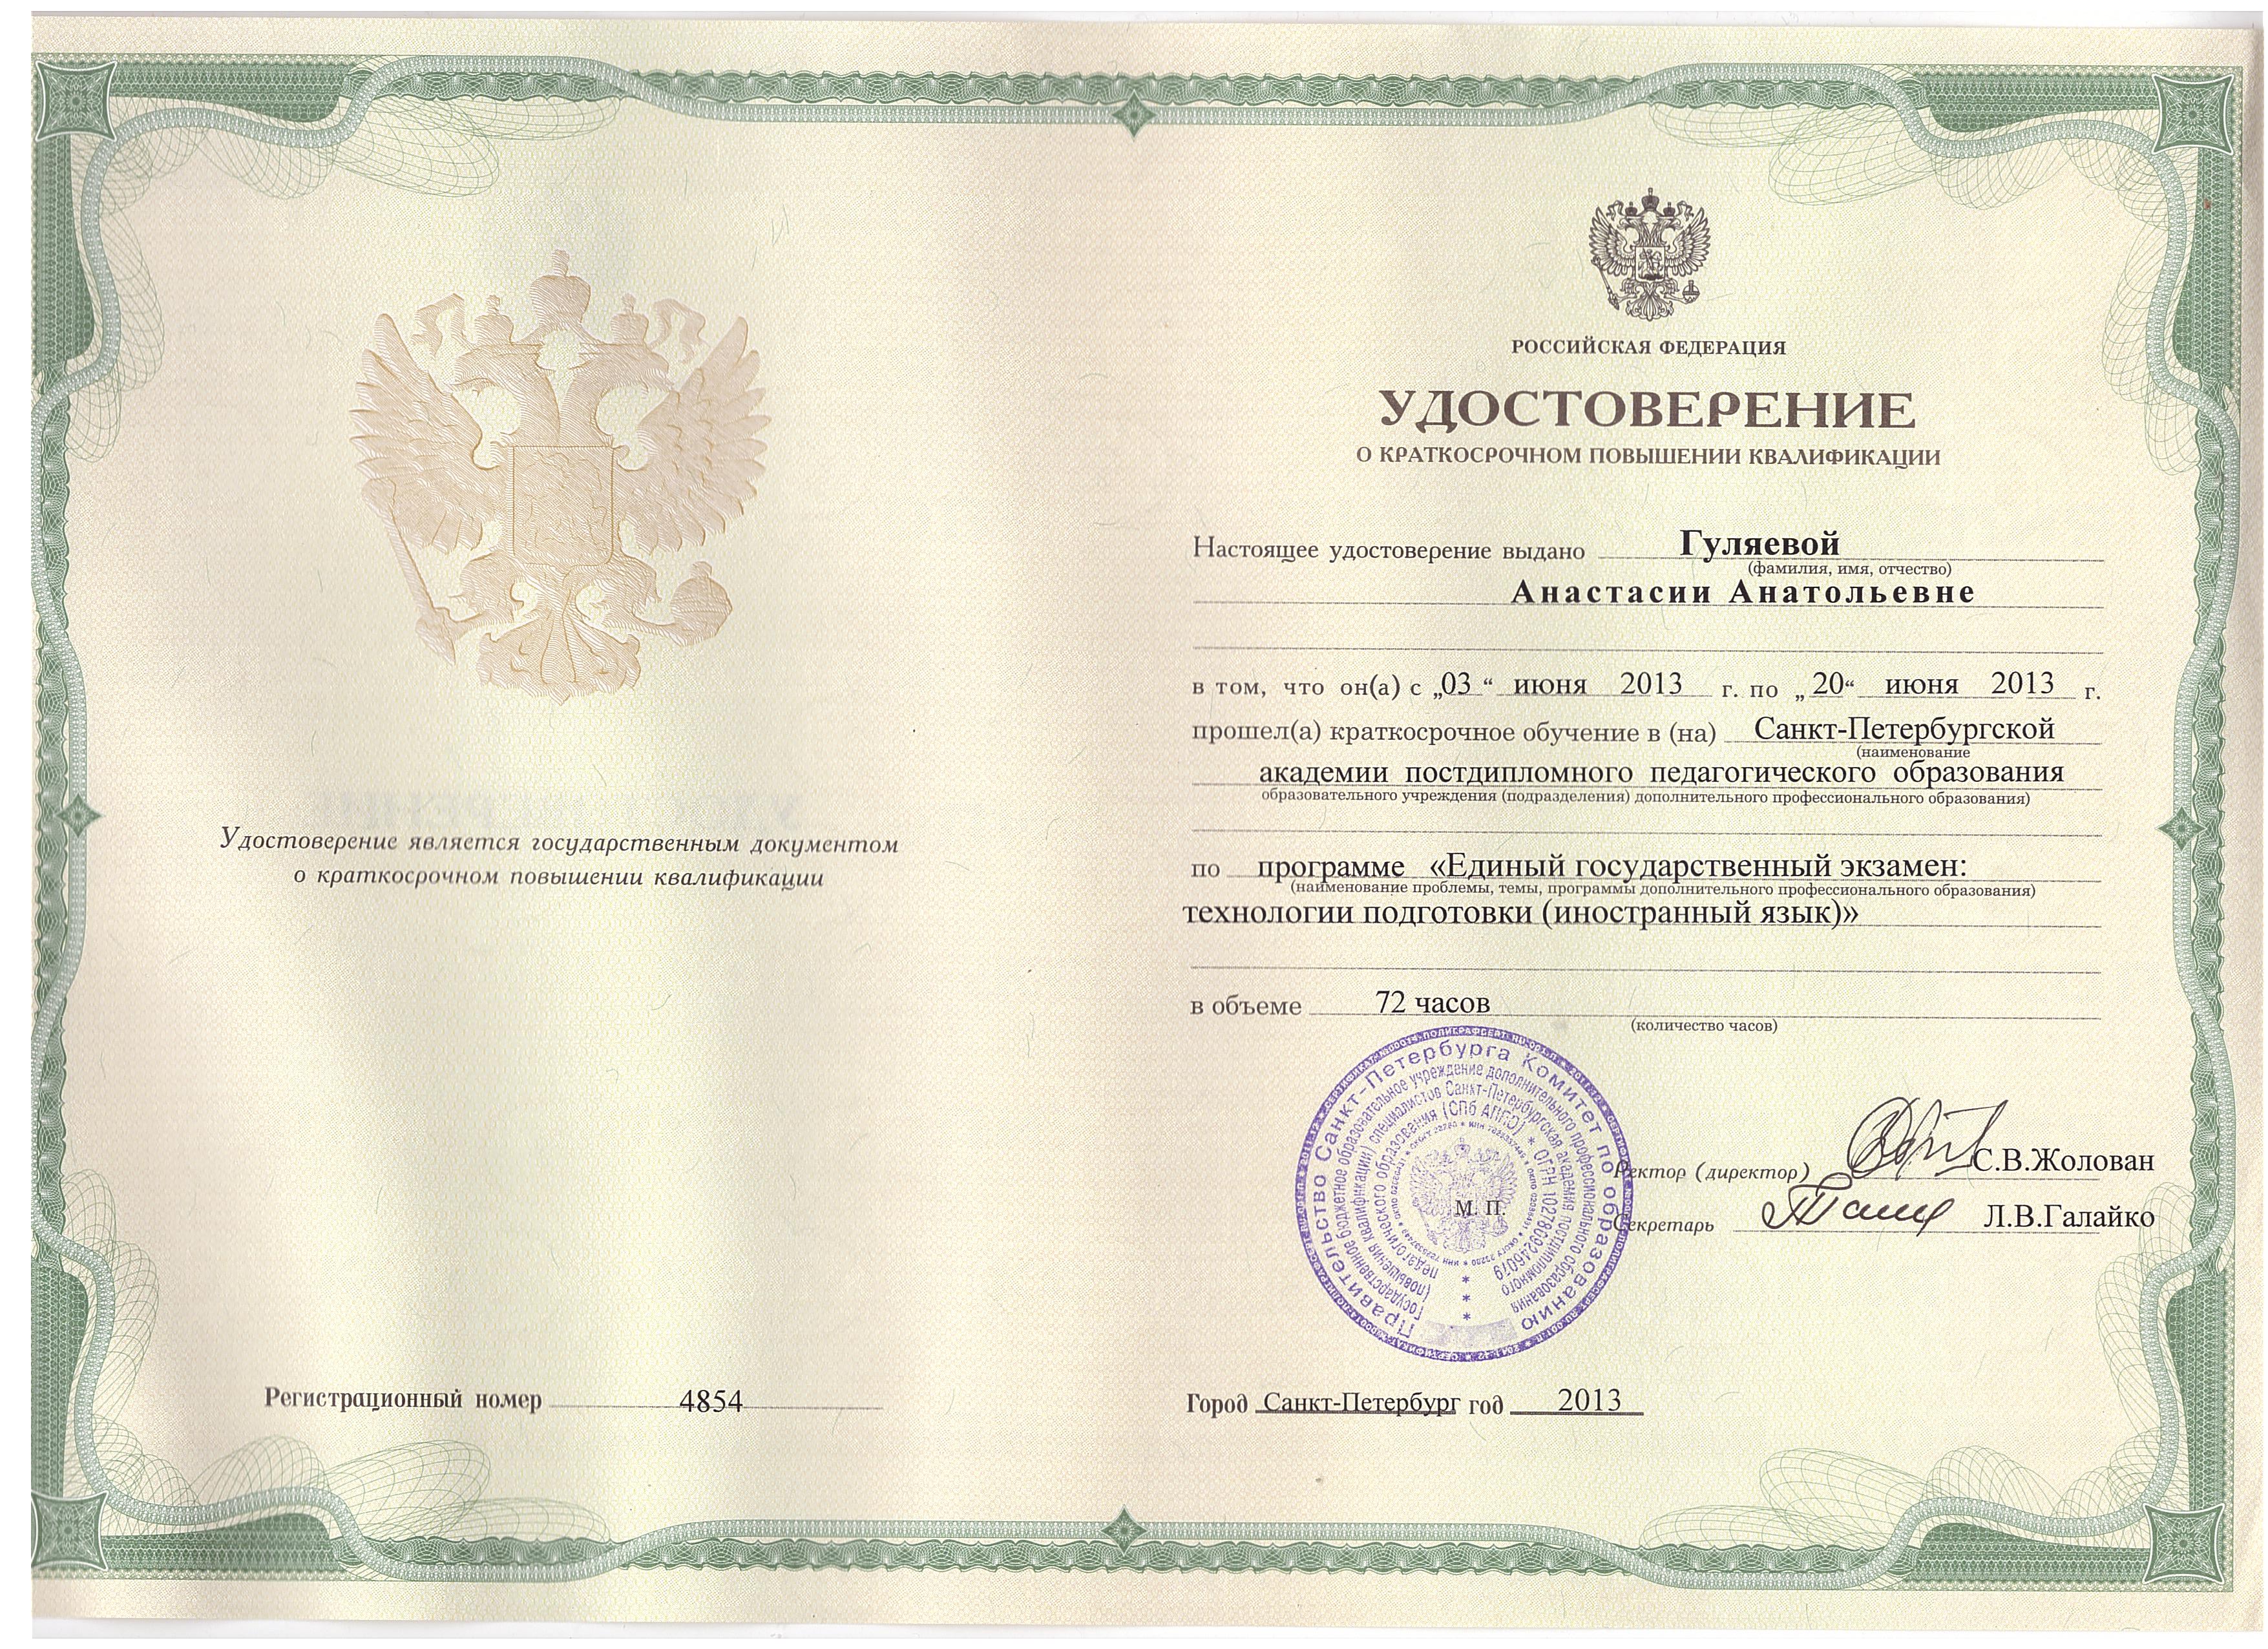 Удостоверение является государственным документом
о краткосрочном повышении квалификации
Регистрационный номер 4854
РОССИЙСКАЯ ФЕДЕРАЦИЯ
УДОСТОВЕРЕНИЕ
О КРАТКОСРОЧНОМ ПОВЫШЕНИИ КВАЛИФИКАЦИИ
Настоящее удостоверение выдано Гуляевой
(фамилия, имя, отчество)
Анастасии Анатольевне
в том, что он(а) с „03“ июня 2013 г. по „20“ июня 2013 г.
прошел(а) краткосрочное обучение в (на) Санкт-Петербургской
(наименование
академии постдипломного педагогического образования
образовательного учреждения (подразделения) дополнительного профессионального образования)
по программе «Единый государственный экзамен:
(наименование проблемы, темы, программы дополнительного профессионального образования)
технологии подготовки (иностранный язык)»
в объеме 72 часов
(количество часов)
Правительство Санкт-Петербурга Комитет по образованию
Государственное бюджетное образовательное учреждение дополнительного профессионального образования
(повышения квалификации) специалистов Санкт-Петербургская академия постдипломного
педагогического образования (СПб АППО) * ОГРН 1027809246079
М. П.
Ректор (директор) С.В.Жолован
Секретарь Л.В.Галайко
Город Санкт-Петербург год 2013